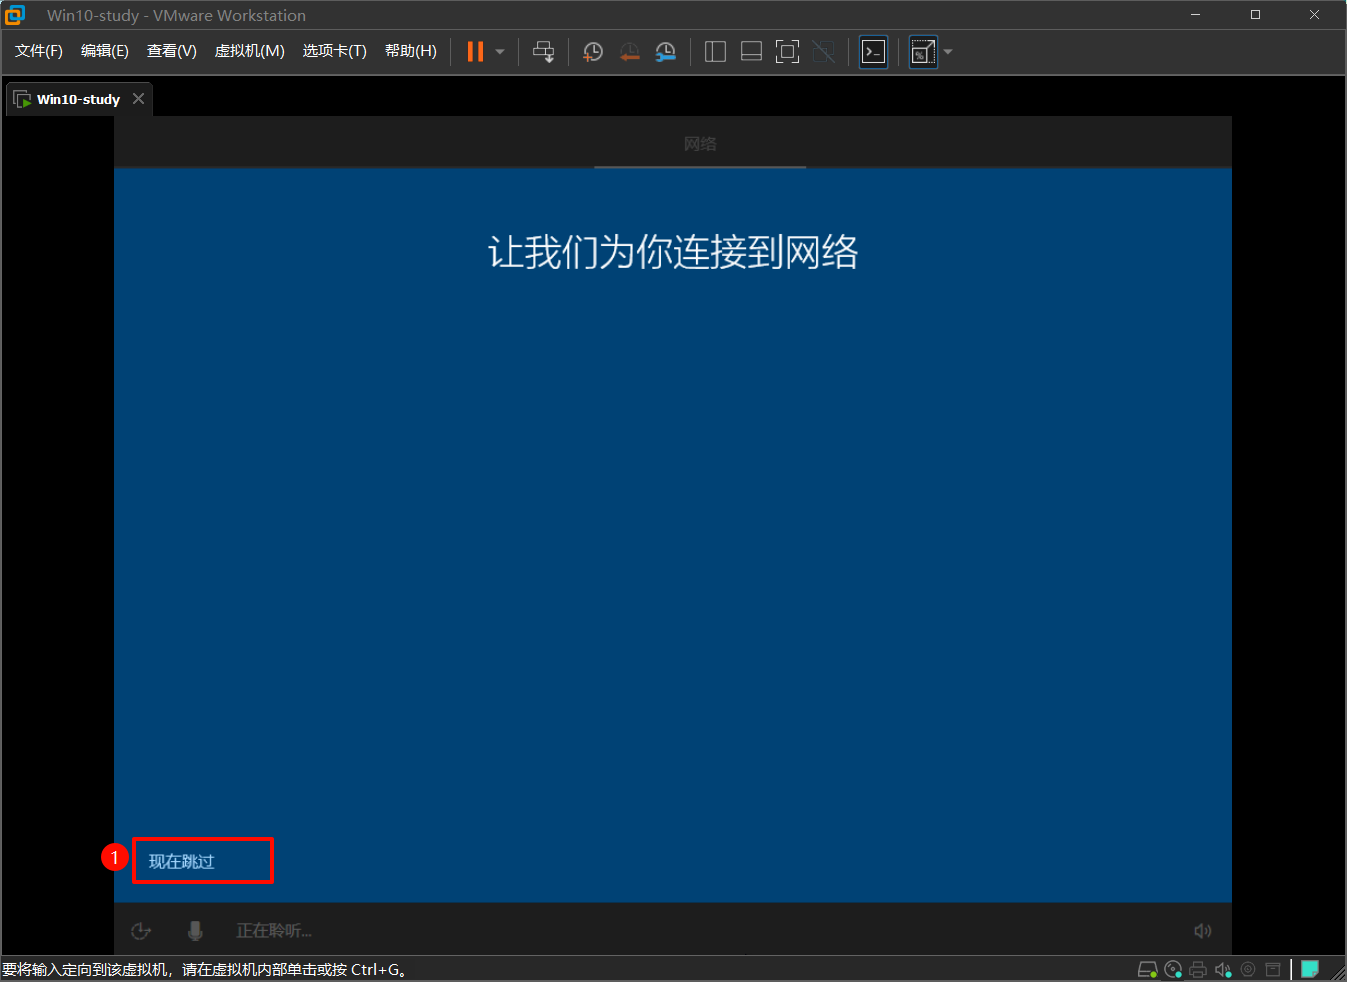 Win10-study - VMware Workstation
文件(F) 编辑(E) 查看(V) 虚拟机(M) 选项卡(T) 帮助(H)
Win10-study
网络
让我们为你连接到网络
1 现在跳过
正在聆听...
要将输入定向到该虚拟机，请在虚拟机内部单击或按 Ctrl+G。